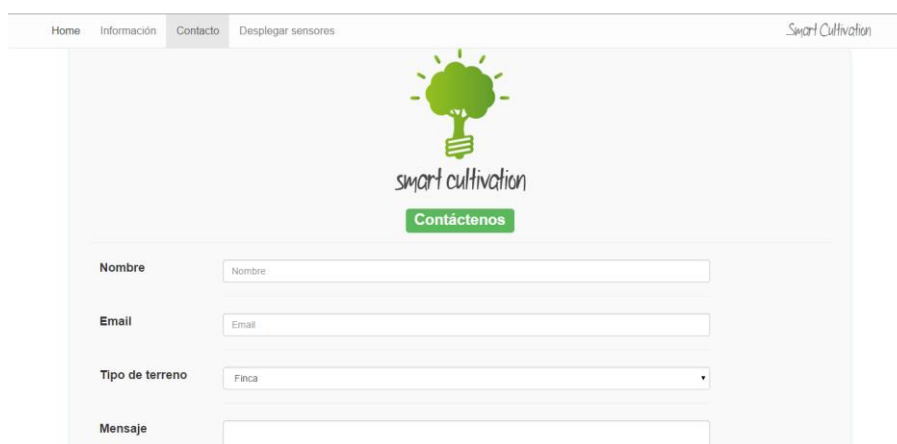 Home Información Contacto Desplegar sensores Smart Cultivation
smart cultivation
Contáctenos
Nombre Nombre
Email Email
Tipo de terreno Finca
Mensaje